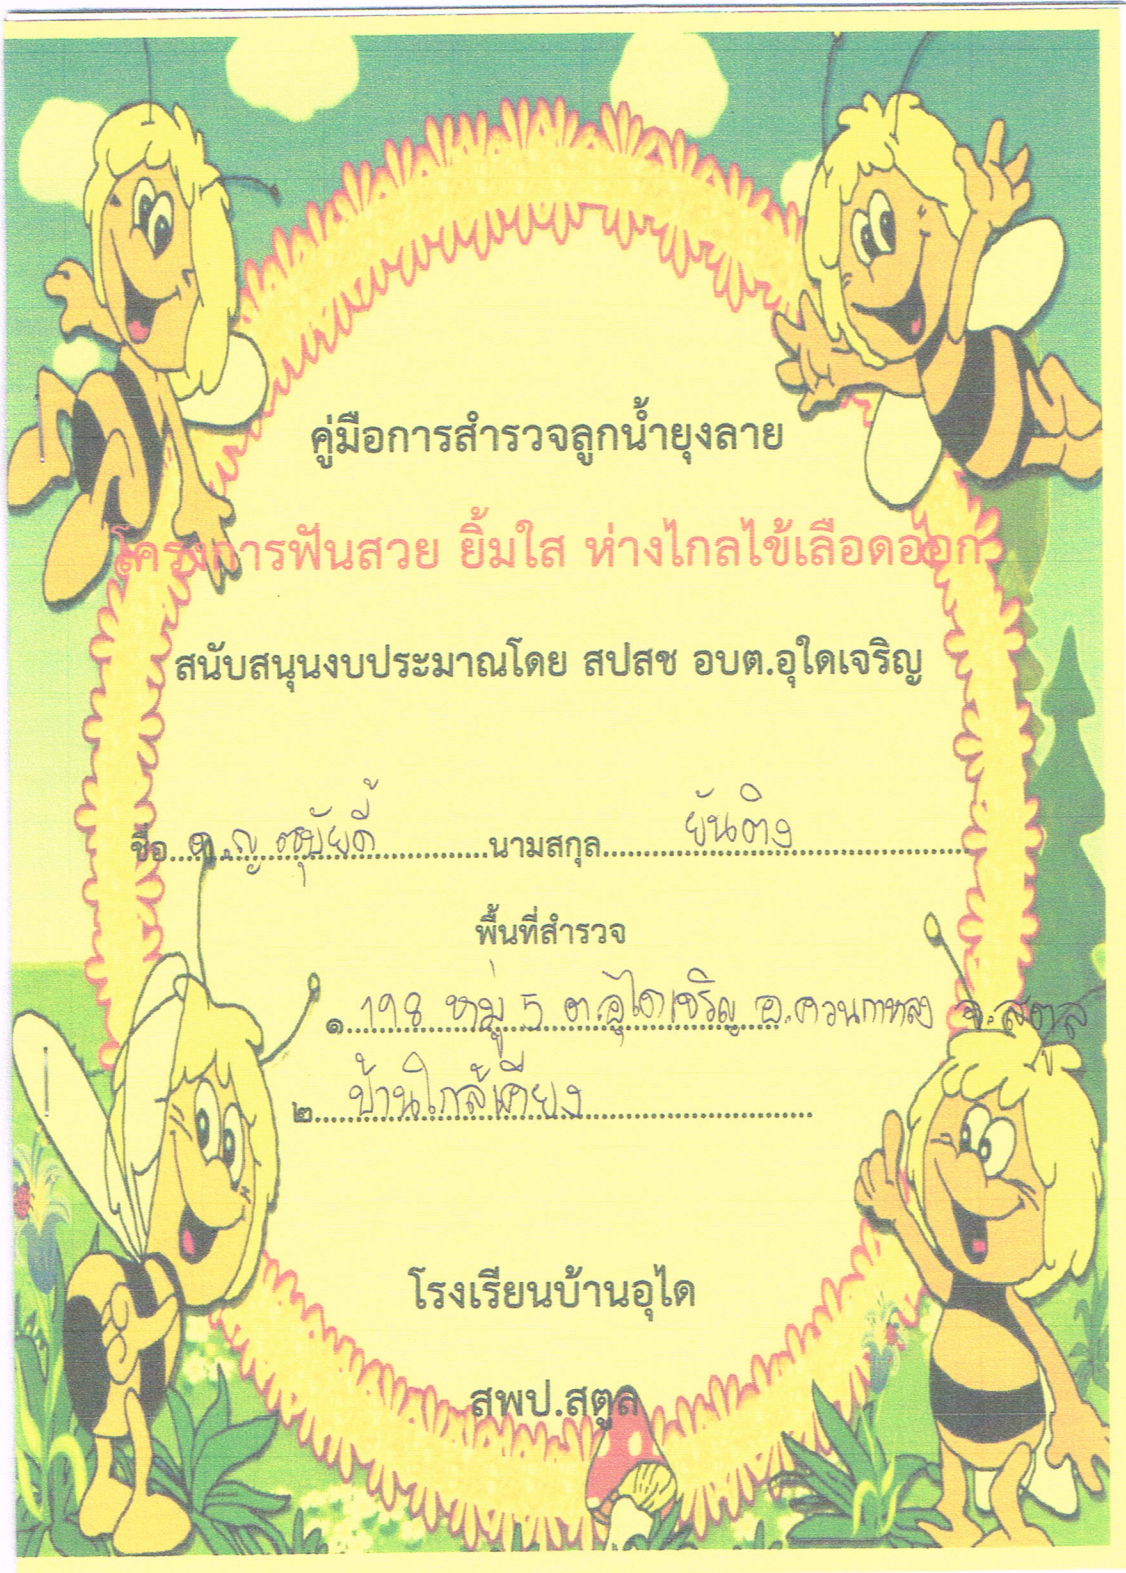 คู่มือการสำรวจลูกน้ำยุงลาย
โครงการฟันสวย ยิ้มใส ห่างไกลไข้เลือดออก
สนับสนุนงบประมาณโดย สปสช อบต.อุใดเจริญ
ชื่อ ด.ญ นามสกุล ยันติง
พื้นที่สำรวจ
๑ 198 หมู่ 5 ต.อุไดเจริญ อ.ควนกาหลง จ.สตูล
๒ บ้านใกล้เคียง
โรงเรียนบ้านอุได
สพป.สตูล